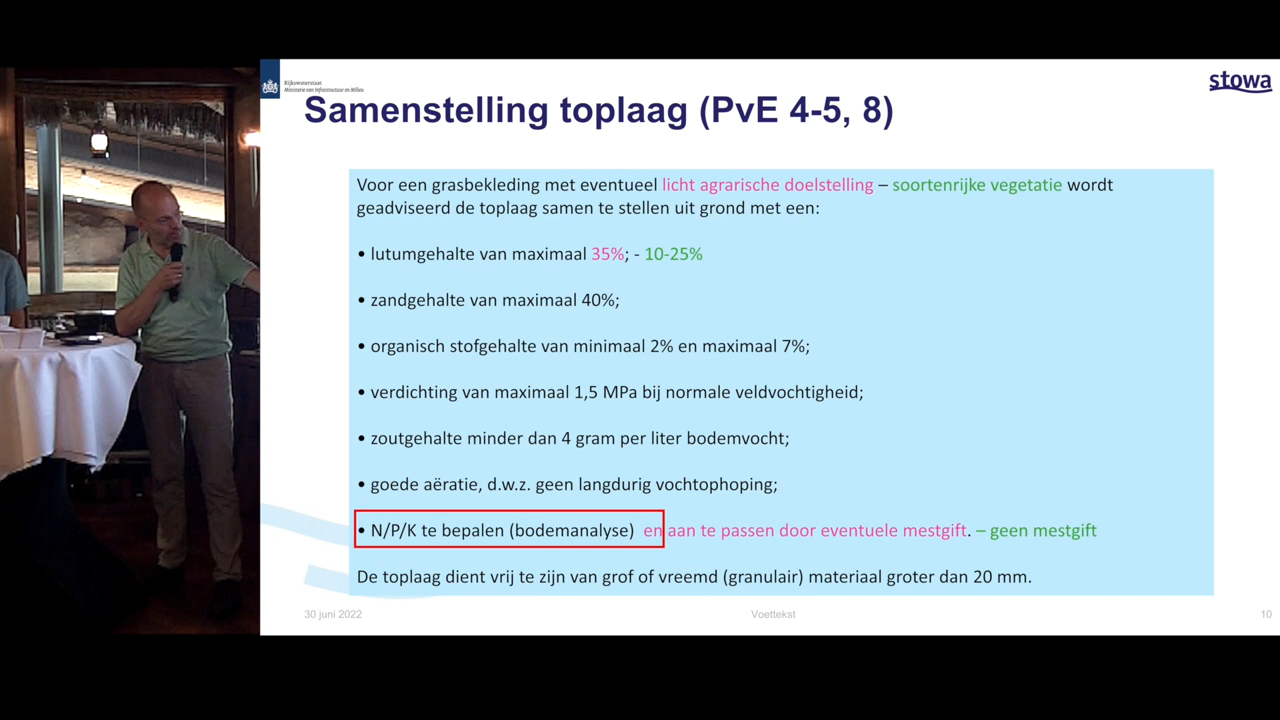 Rijkswaterstaat
Ministerie van Infrastructuur en Milieu
stowa
Samenstelling toplaag (PvE 4-5, 8)
Voor een grasbekleding met eventueel licht agrarische doelstelling – soortenrijke vegetatie wordt
geadviseerd de toplaag samen te stellen uit grond met een:
• lutumgehalte van maximaal 35%; - 10-25%
• zandgehalte van maximaal 40%;
• organisch stofgehalte van minimaal 2% en maximaal 7%;
• verdichting van maximaal 1,5 MPa bij normale veldvochtigheid;
• zoutgehalte minder dan 4 gram per liter bodemvocht;
• goede aëratie, d.w.z. geen langdurig vochtophoping;
• N/P/K te bepalen (bodemanalyse) en aan te passen door eventuele mestgift. – geen mestgift
De toplaag dient vrij te zijn van grof of vreemd (granulair) materiaal groter dan 20 mm.
30 juni 2022
Voettekst
10